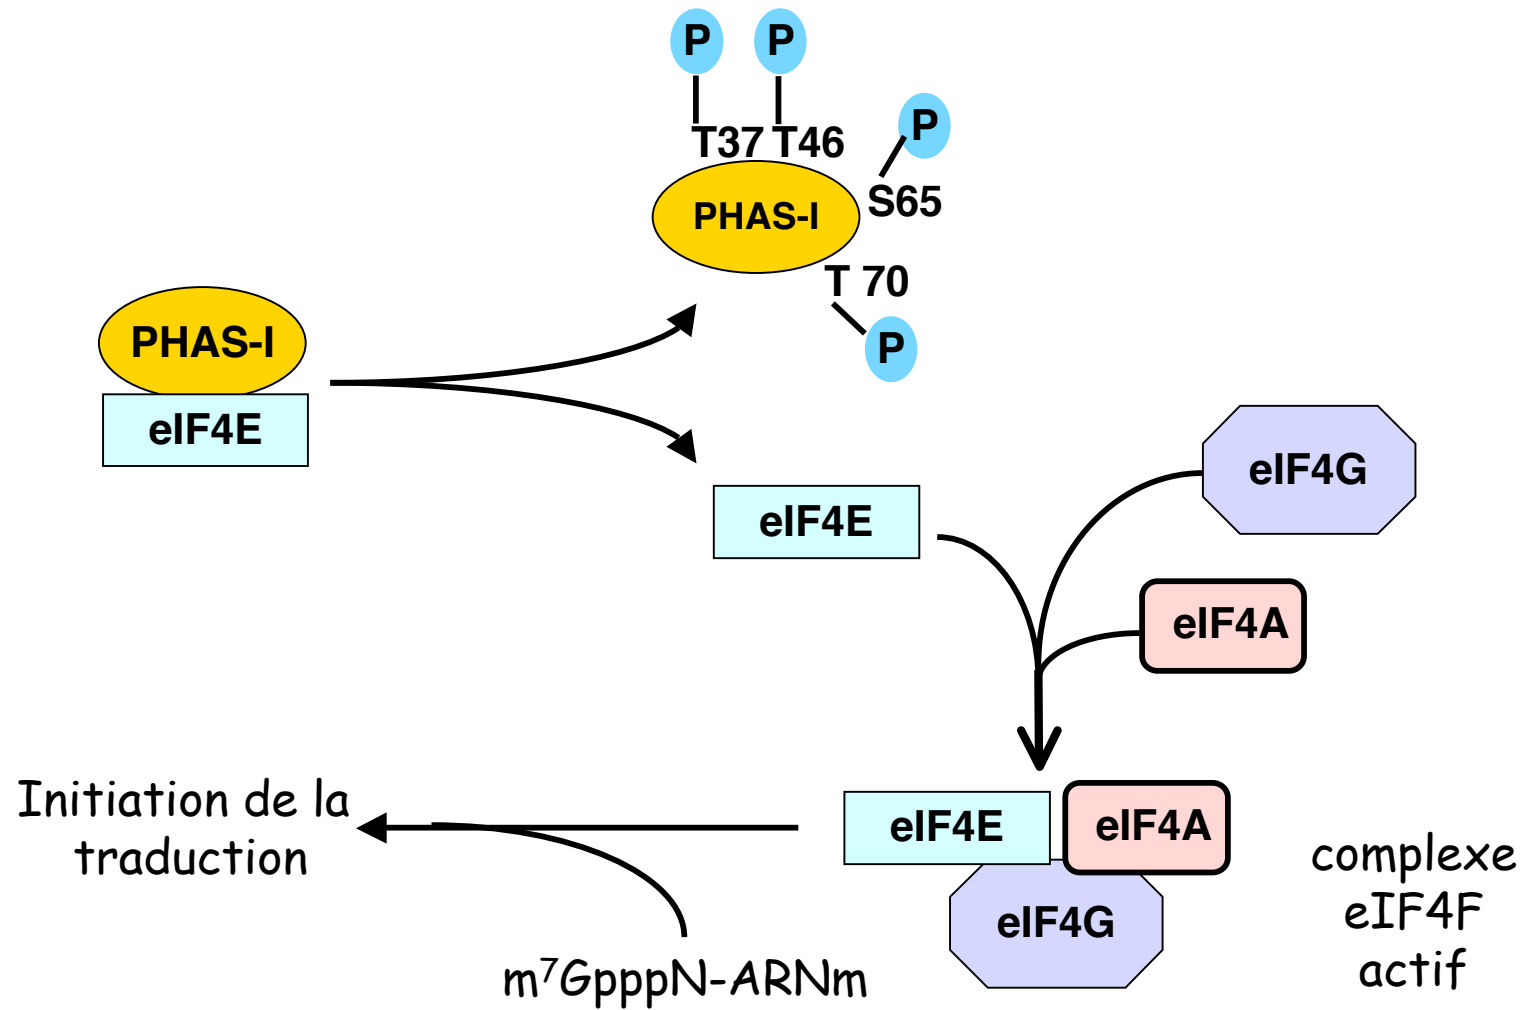 P P
P
T37 T46
S65
PHAS-I
T 70
P
PHAS-I
eIF4E
eIF4G
eIF4E
eIF4A
Initiation de la
traduction
eIF4E
eIF4A
eIF4G
complexe
eIF4F
actif
m⁷GpppN-ARNm